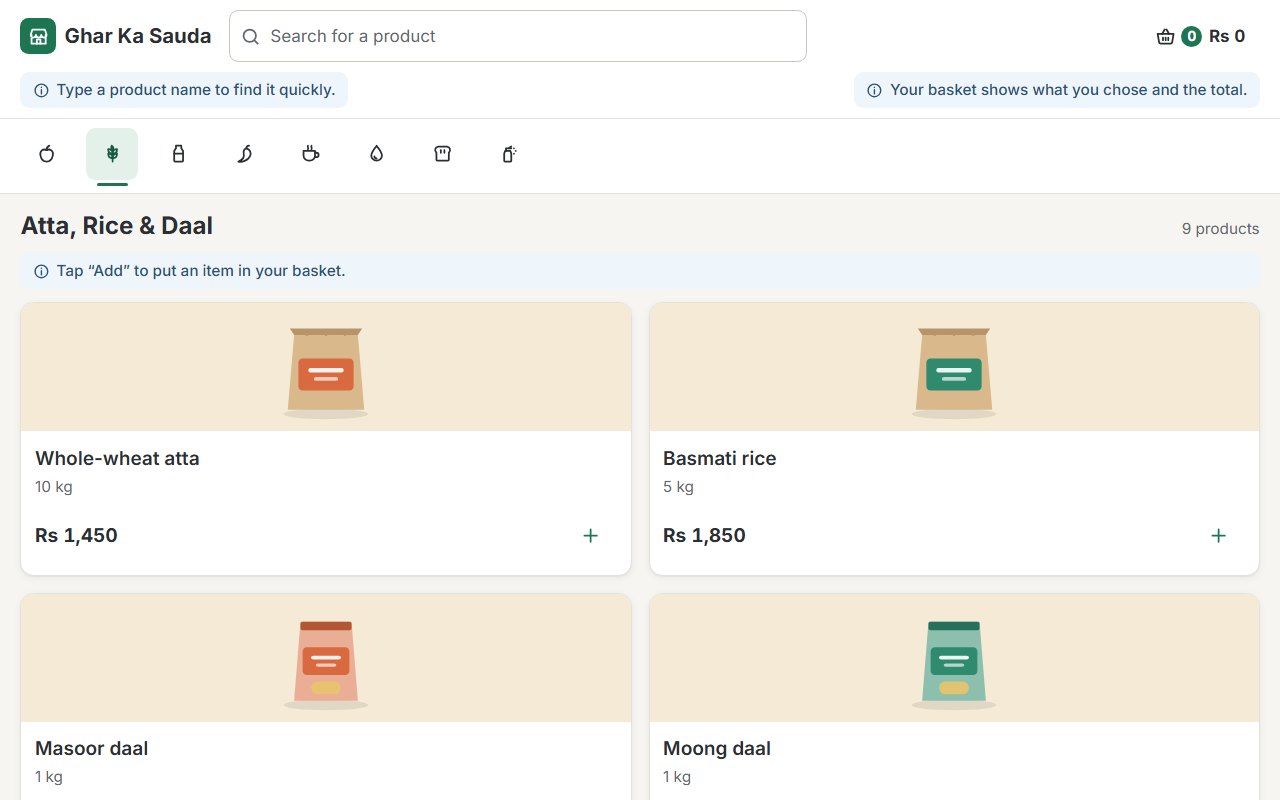 Ghar Ka Sauda
Search for a product
0 Rs 0
Type a product name to find it quickly.
Your basket shows what you chose and the total.
Atta, Rice & Daal
9 products
Tap “Add” to put an item in your basket.
Whole-wheat atta
10 kg
Rs 1,450
Basmati rice
5 kg
Rs 1,850
Masoor daal
1 kg
Moong daal
1 kg